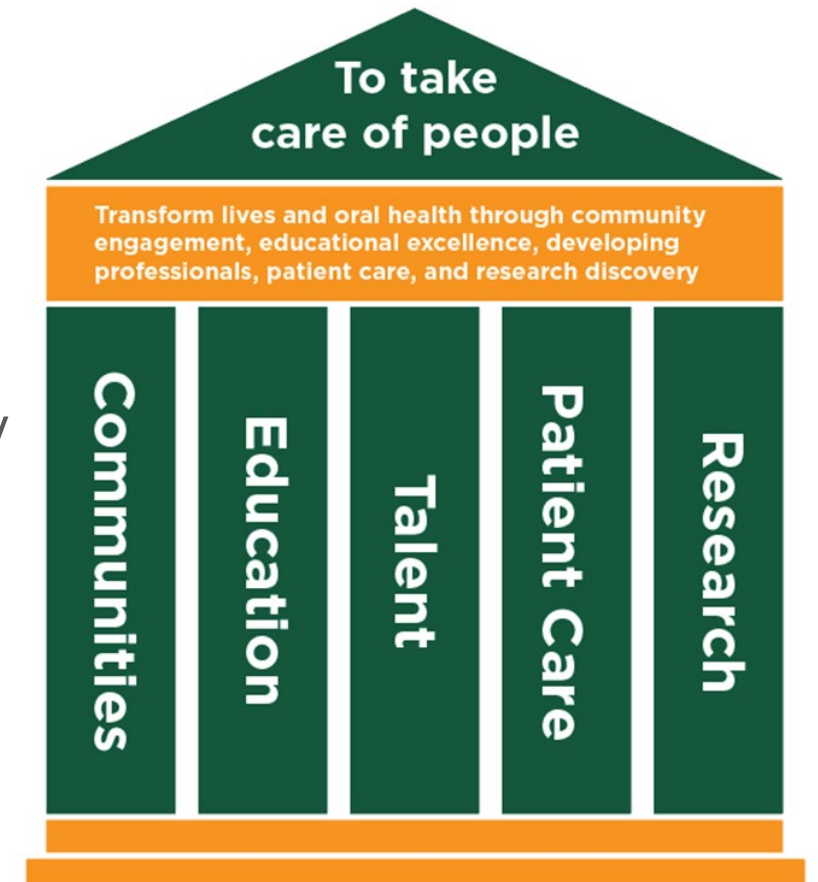 To take
care of people
Transform lives and oral health through community
engagement, educational excellence, developing
professionals, patient care, and research discovery
Communities
Education
Talent
Patient Care
Research